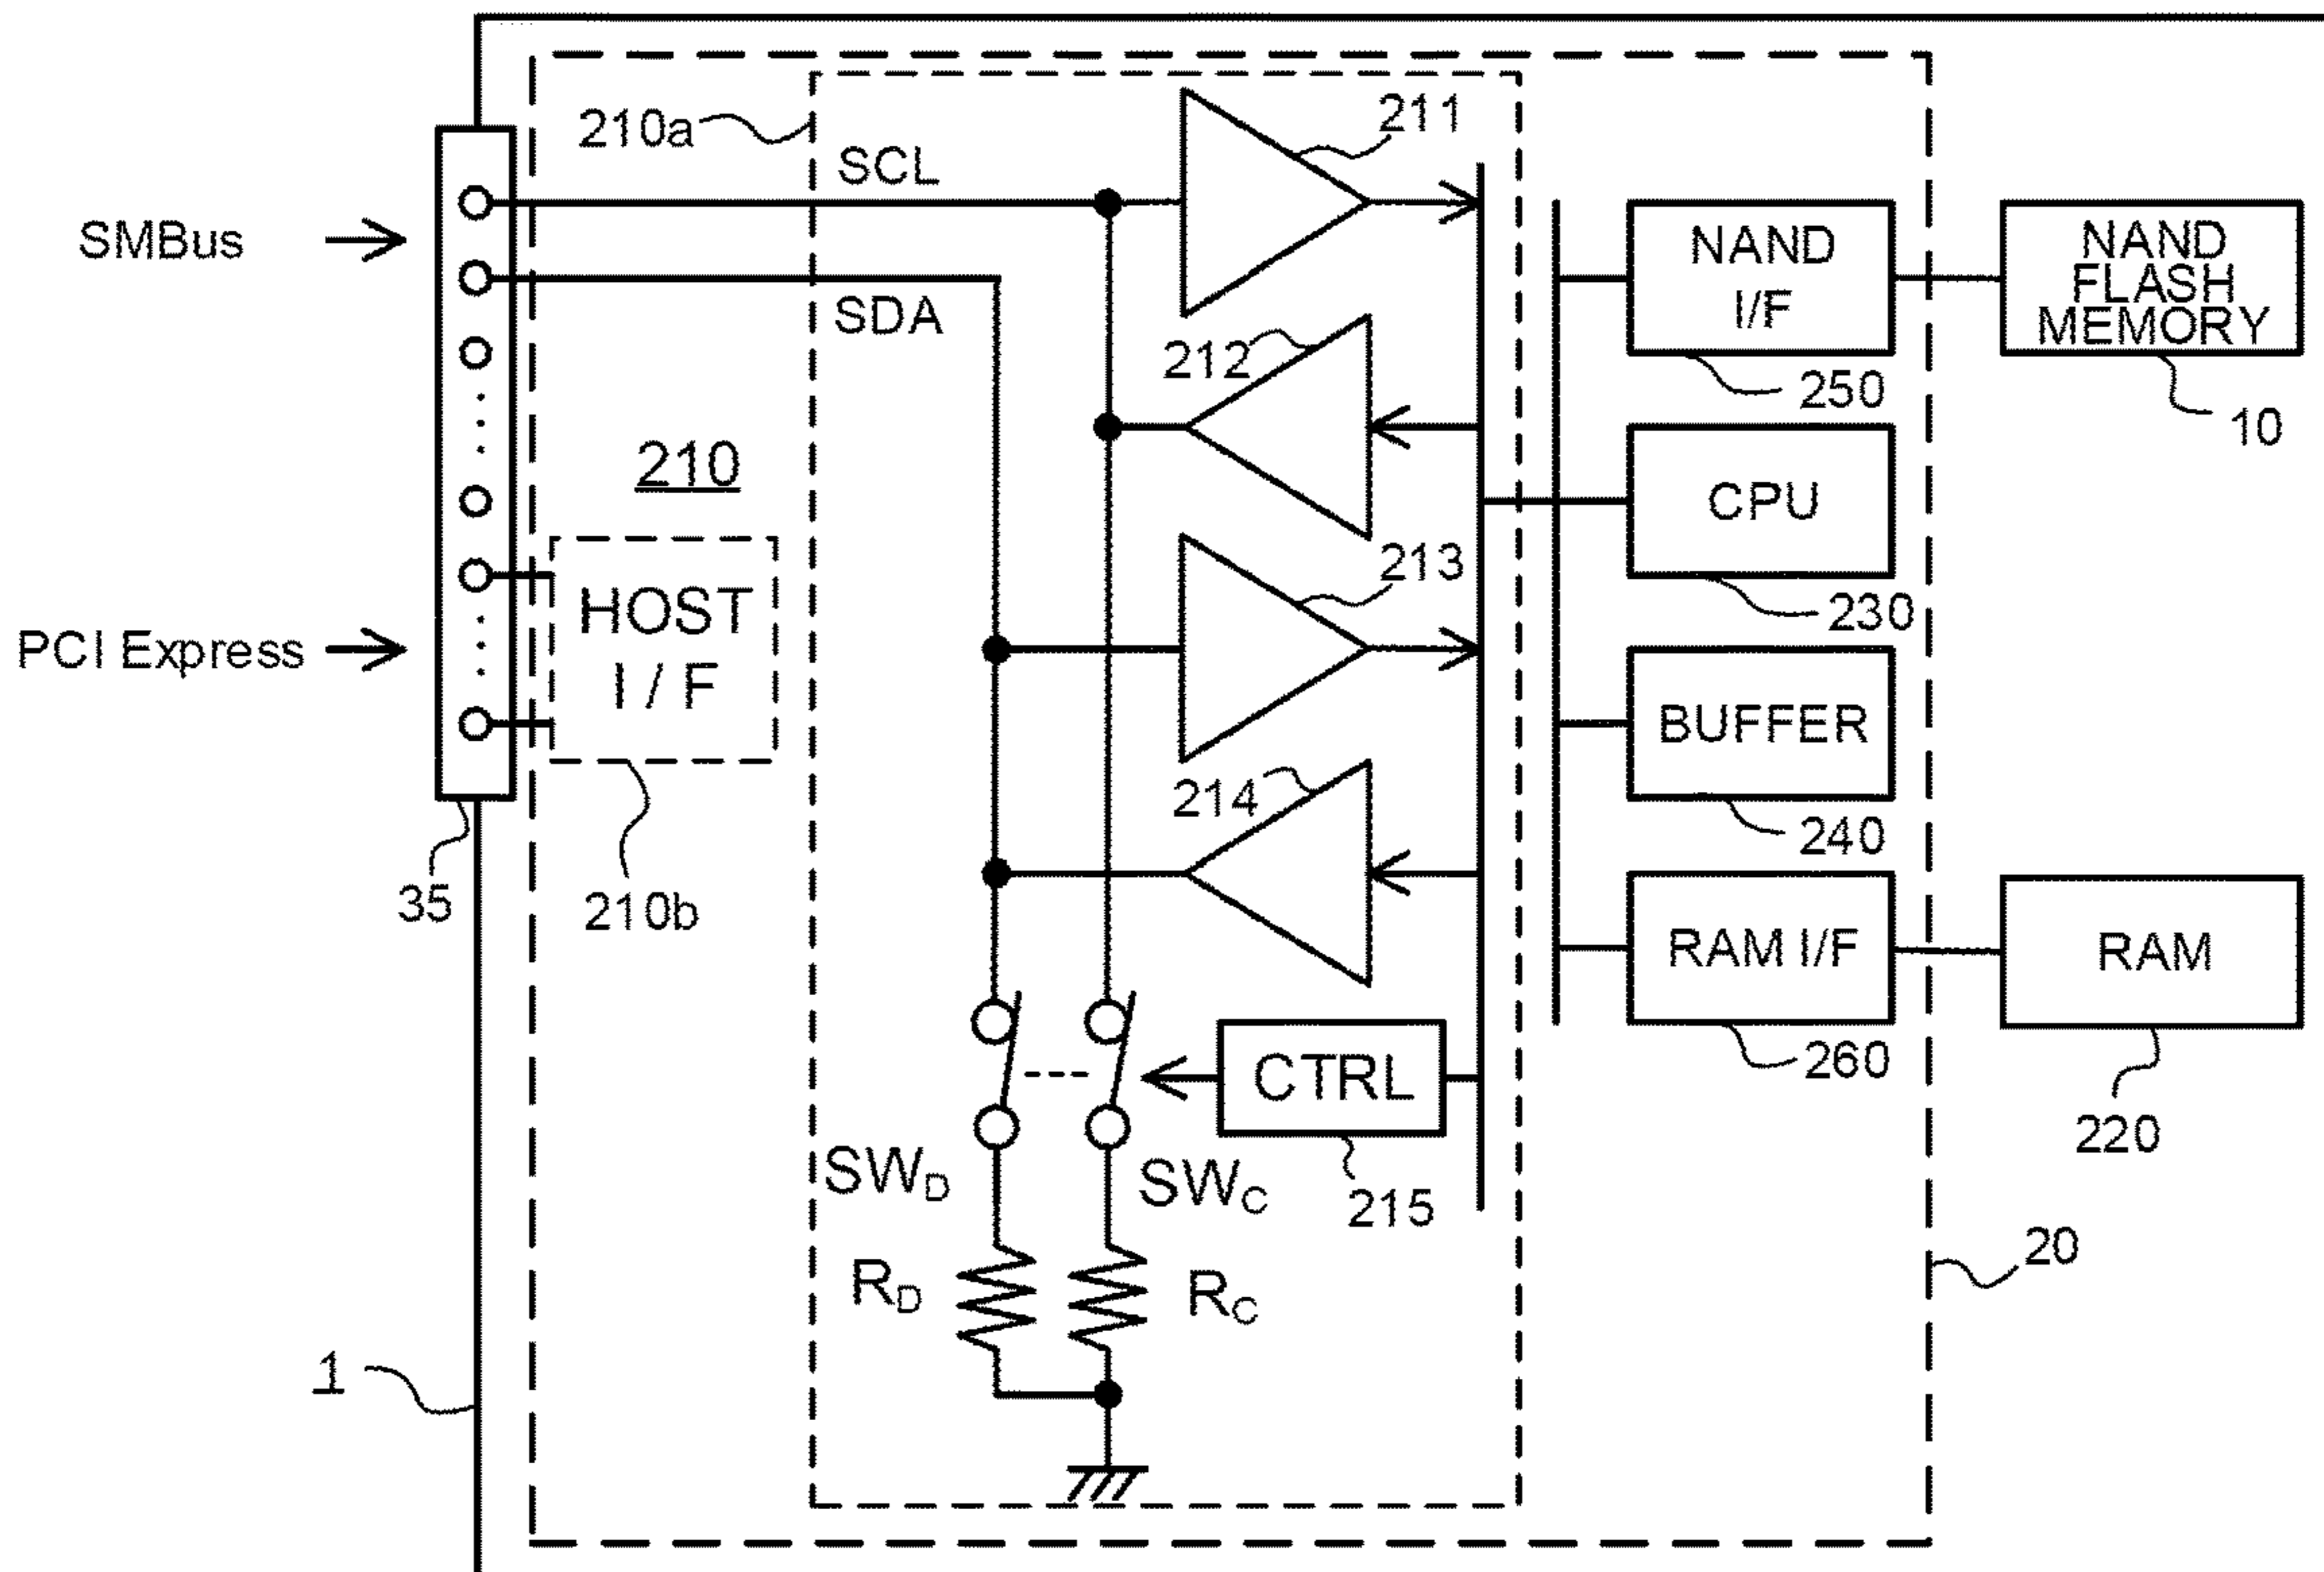 210a
SCL
211
SMBus
SDA
212
NAND
I/F
NAND
FLASH
MEMORY
250
10
210
CPU
213
230
HOST
I / F
PCI Express
BUFFER
214
240
35
210b
RAM I/F
RAM
260
CTRL
220
SWD
SWC
215
20
RD
RC
1